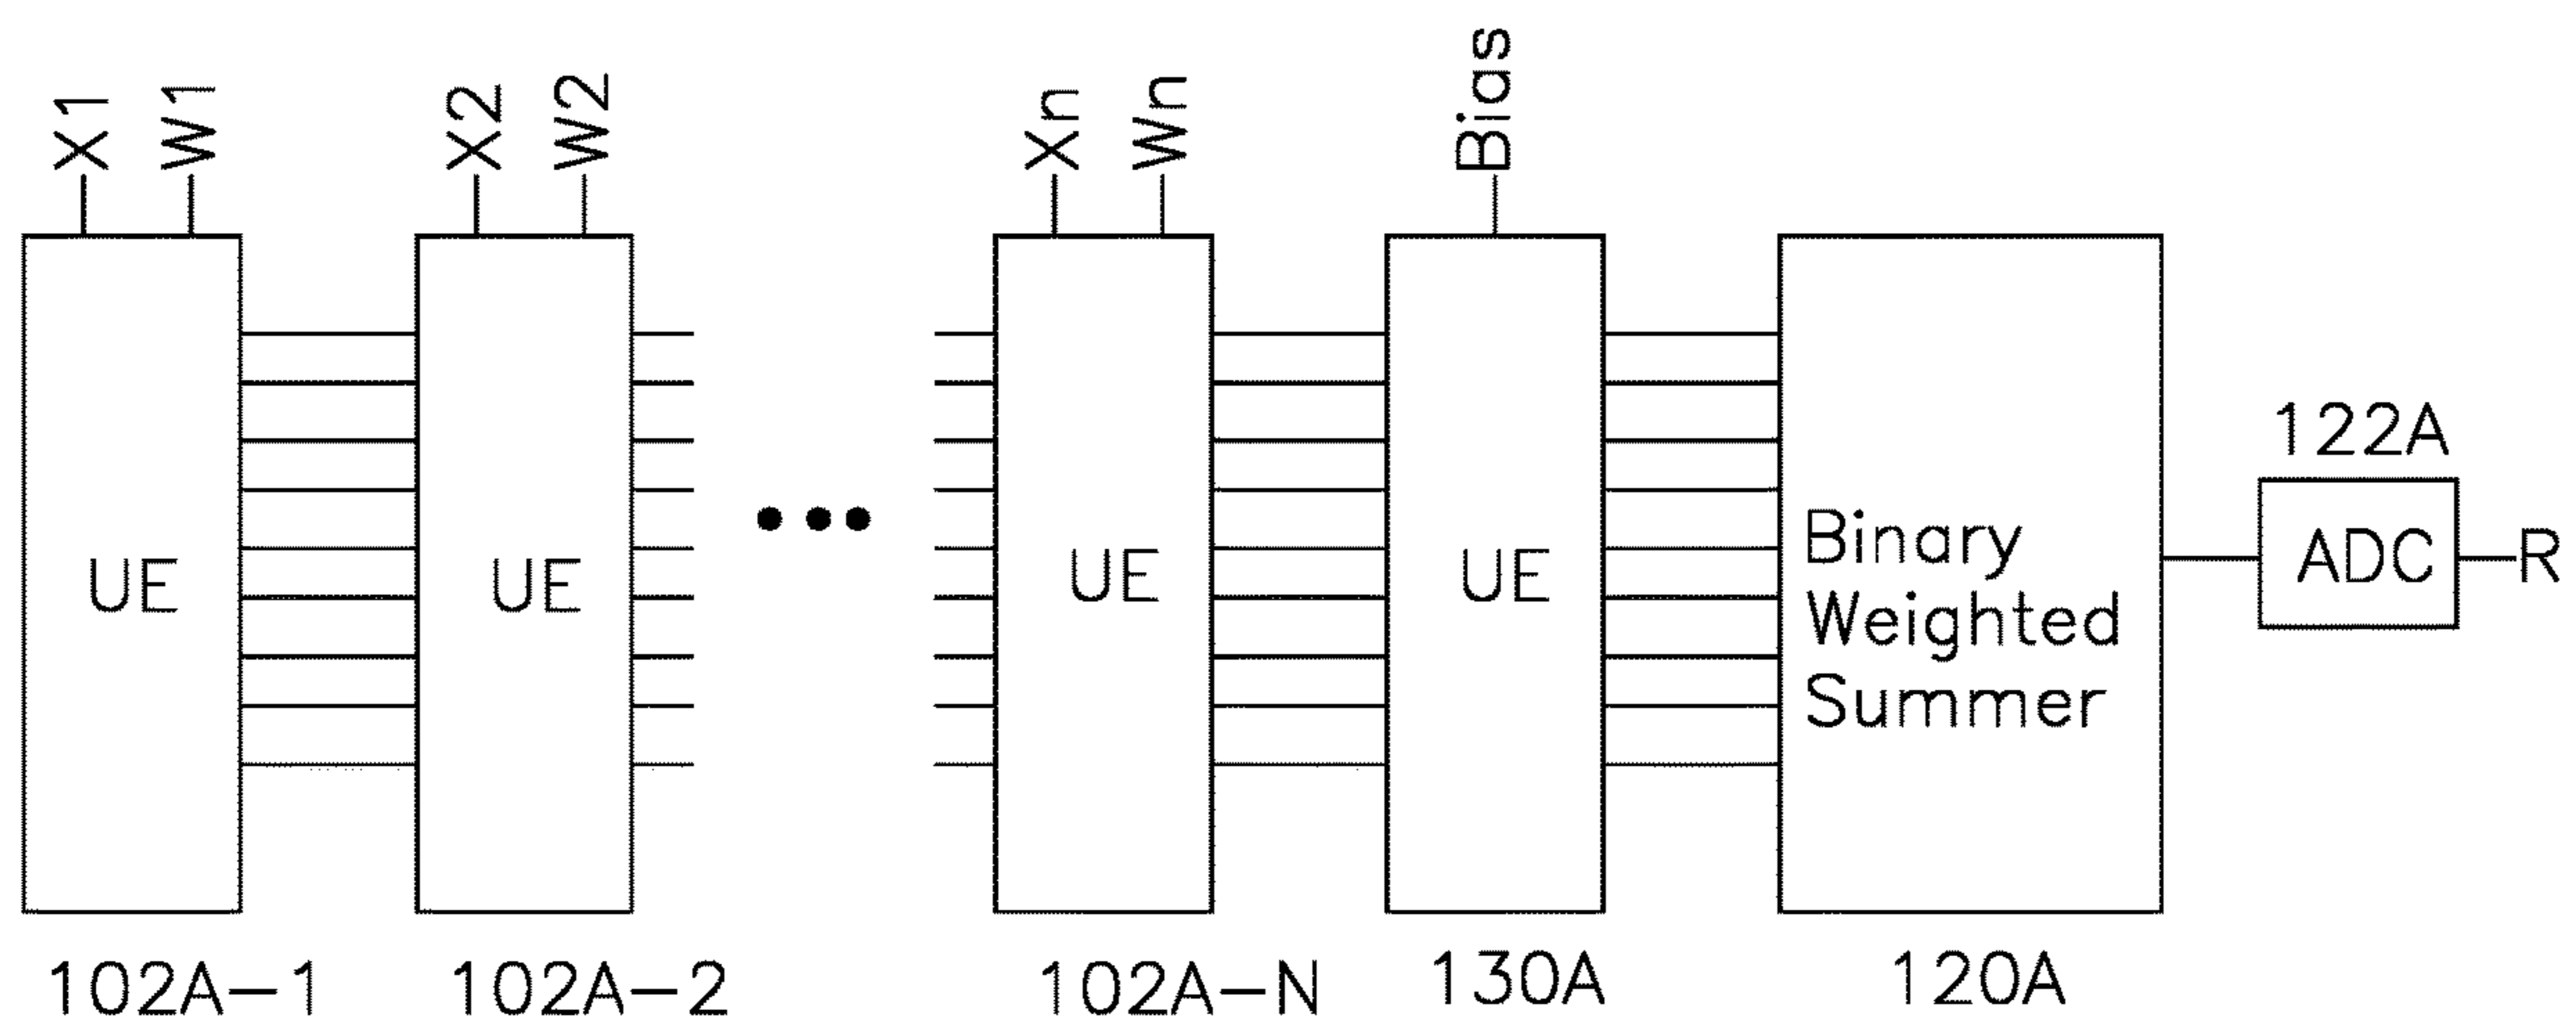 X1
W1
X2
W2
Xn
Wn
Bias
UE
UE
UE
UE
Binary
Weighted
Summer
122A
ADC
R
102A-1
102A-2
102A-N
130A
120A